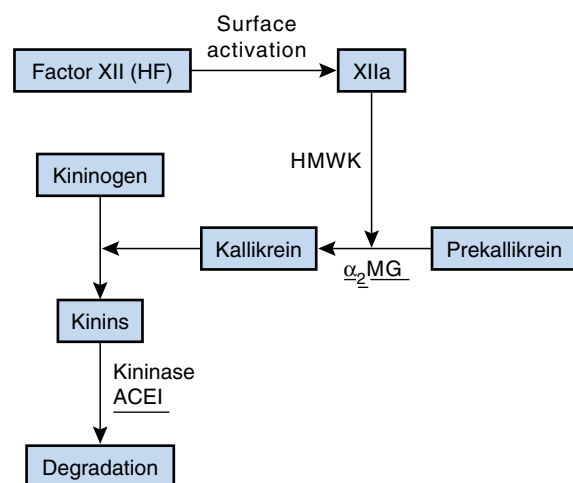 Surface
activation
Factor XII (HF)
XIIa
HMWK
Kininogen
Kallikrein
Prekallikrein
α₂MG
Kinins
Kininase
ACEI
Degradation